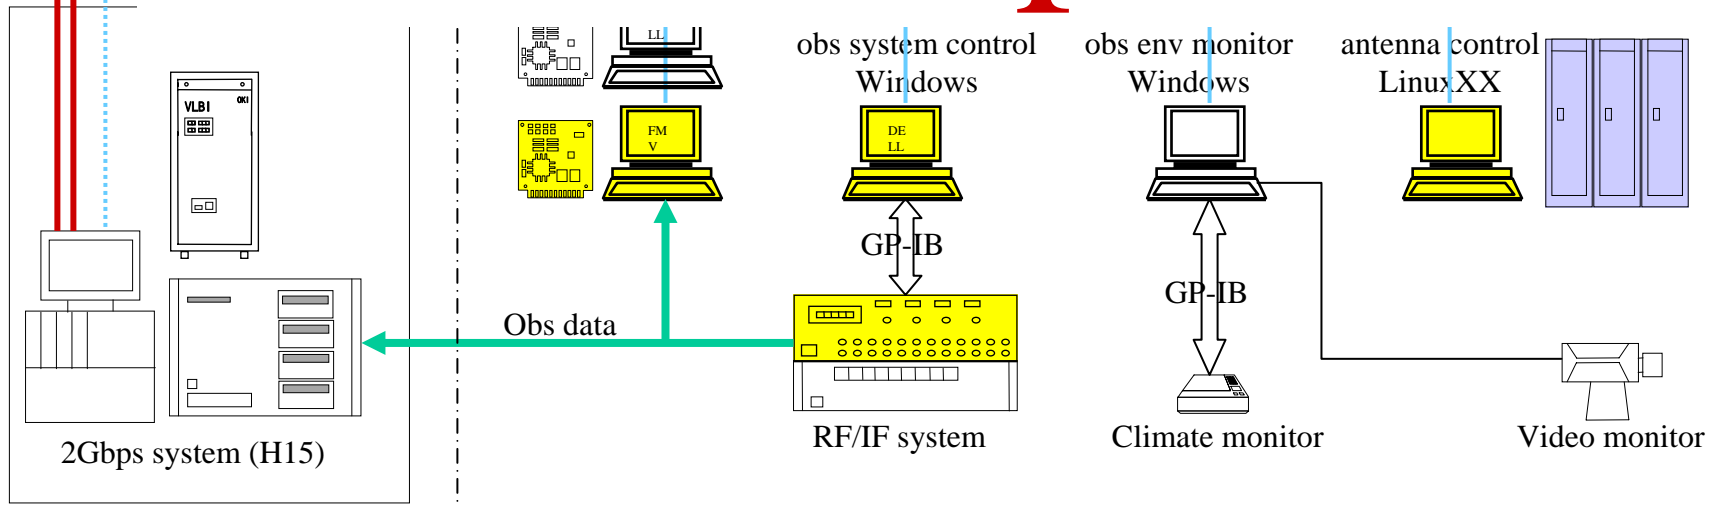 LL
obs system control
Windows
obs env monitor
Windows
antenna control
LinuxXX
VLBI
OKI
FM
V
DE
LL
GP-IB
GP-IB
Obs data
2Gbps system (H15)
RF/IF system
Climate monitor
Video monitor